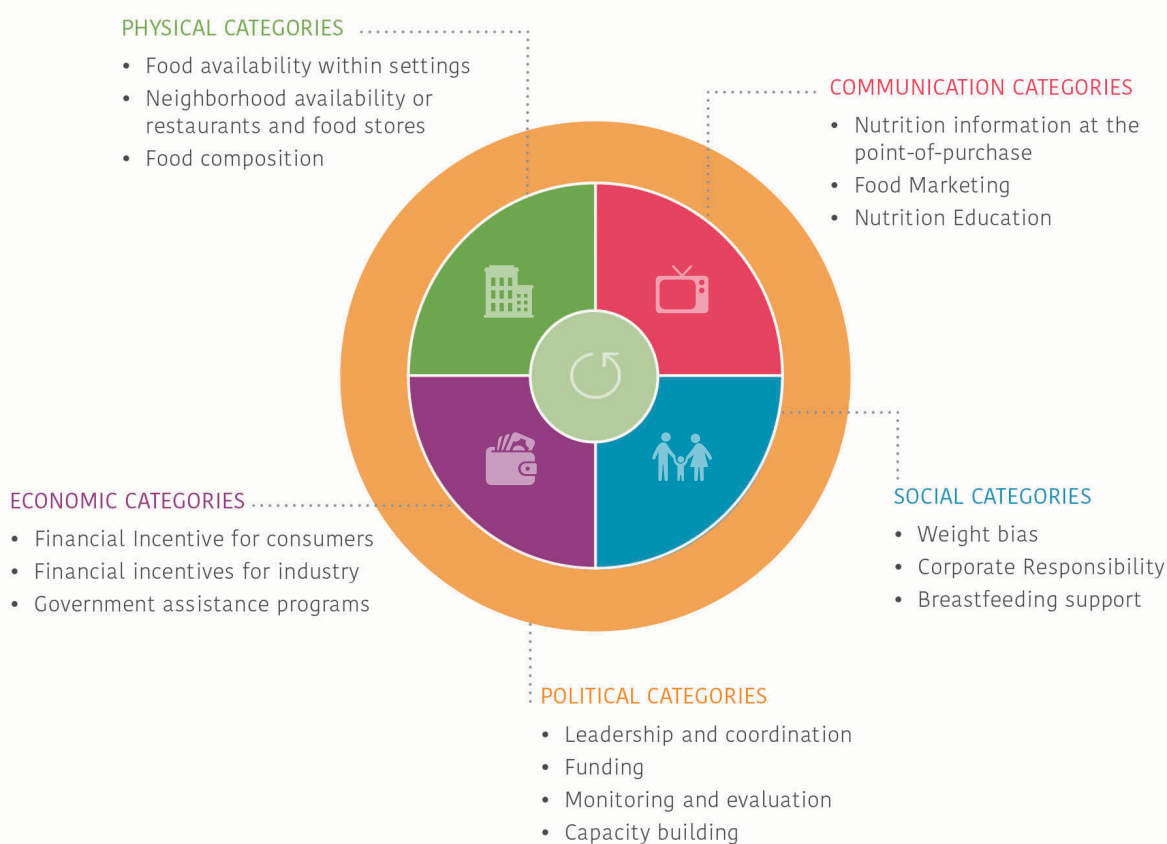 PHYSICAL CATEGORIES
• Food availability within settings
• Neighborhood availability or
restaurants and food stores
• Food composition
COMMUNICATION CATEGORIES
• Nutrition information at the
point-of-purchase
• Food Marketing
• Nutrition Education
ECONOMIC CATEGORIES
• Financial Incentive for consumers
• Financial incentives for industry
• Government assistance programs
SOCIAL CATEGORIES
• Weight bias
• Corporate Responsibility
• Breastfeeding support
POLITICAL CATEGORIES
• Leadership and coordination
• Funding
• Monitoring and evaluation
• Capacity building